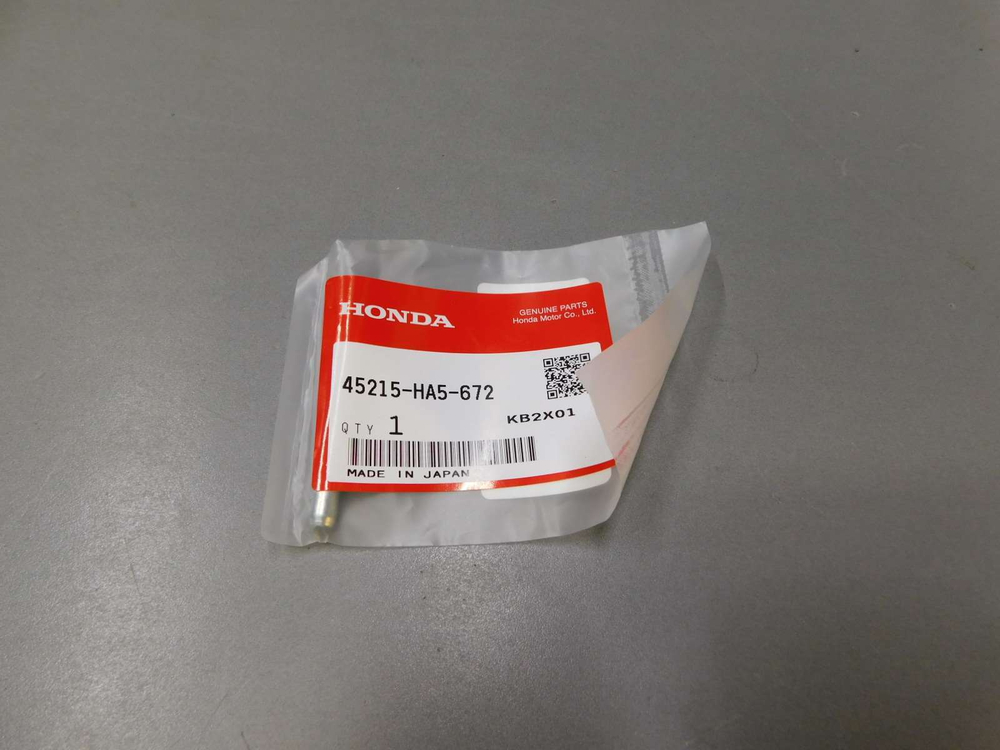 HONDA
GENUINE PARTS
Honda Motor Co., Ltd.
45215-HA5-672
KB2X01
QTY 1
MADE IN JAPAN